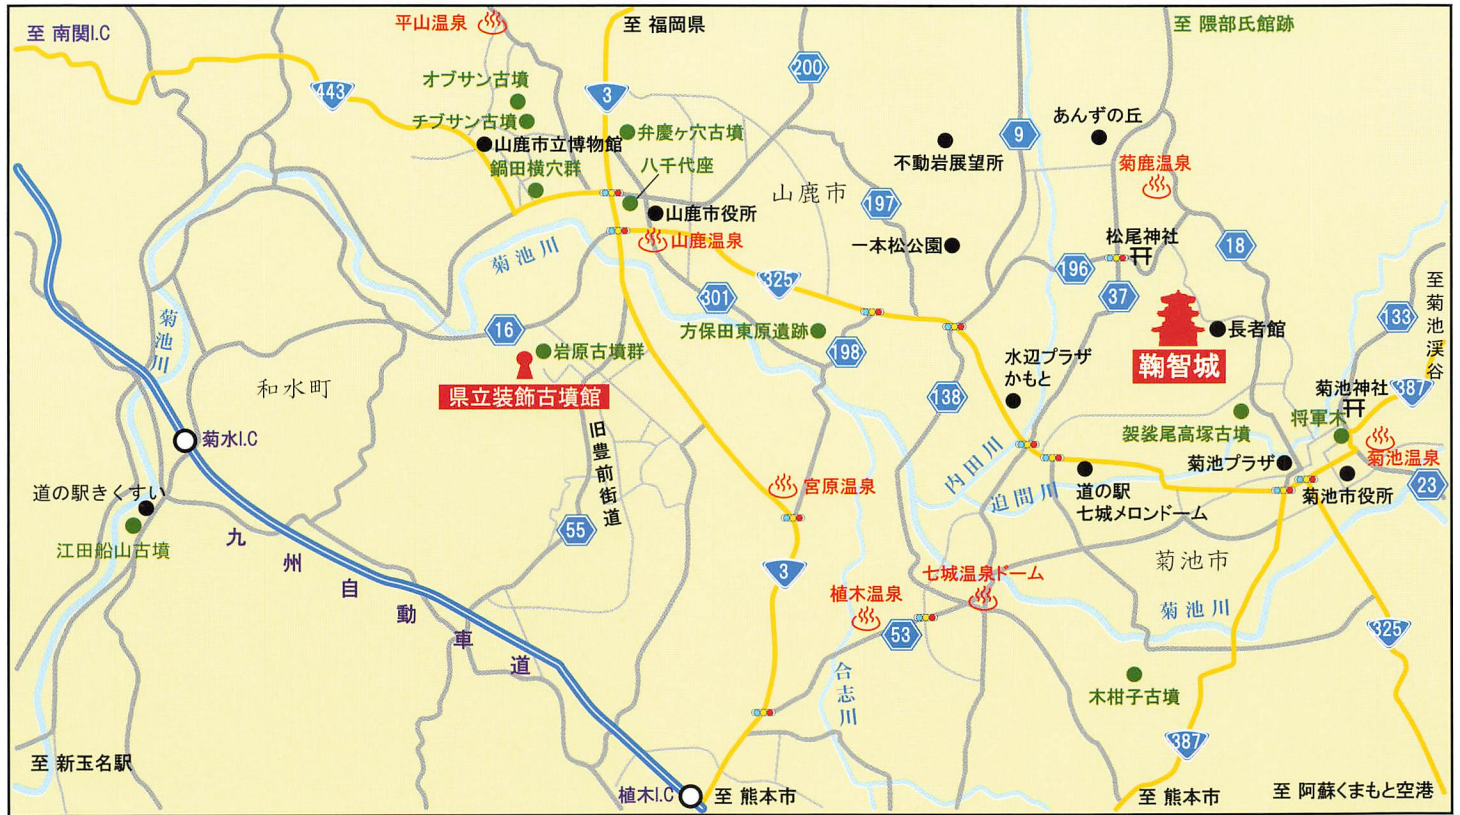 至 南関I.C
平山温泉
至 福岡県
至 隈部氏館跡
オブサン古墳
チブサン古墳
山鹿市立博物館
鍋田横穴群
弁慶ヶ穴古墳
八千代座
山鹿市役所
山鹿温泉
443
3
200
9
あんずの丘
不動岩展望所
菊鹿温泉
山鹿市
197
一本松公園
松尾神社
18
196
37
菊池川
301
325
16
方保田東原遺跡
198
岩原古墳群
県立装飾古墳館
和水町
菊池川
鞠智城
長者館
133
至菊池渓谷
水辺プラザ
かもと
138
菊池神社
387
将軍木
袈裟尾高塚古墳
菊池温泉
菊池プラザ
菊池市役所
23
菊水I.C
道の駅きくすい
江田船山古墳
旧豊前街道
55
宮原温泉
内田川
迫間川
道の駅
七城メロンドーム
九州自動車道
3
菊池市
七城温泉ドーム
植木温泉
53
菊池川
325
合志川
木柑子古墳
387
至 新玉名駅
植木I.C
至 熊本市
至 熊本市
至 阿蘇くまもと空港